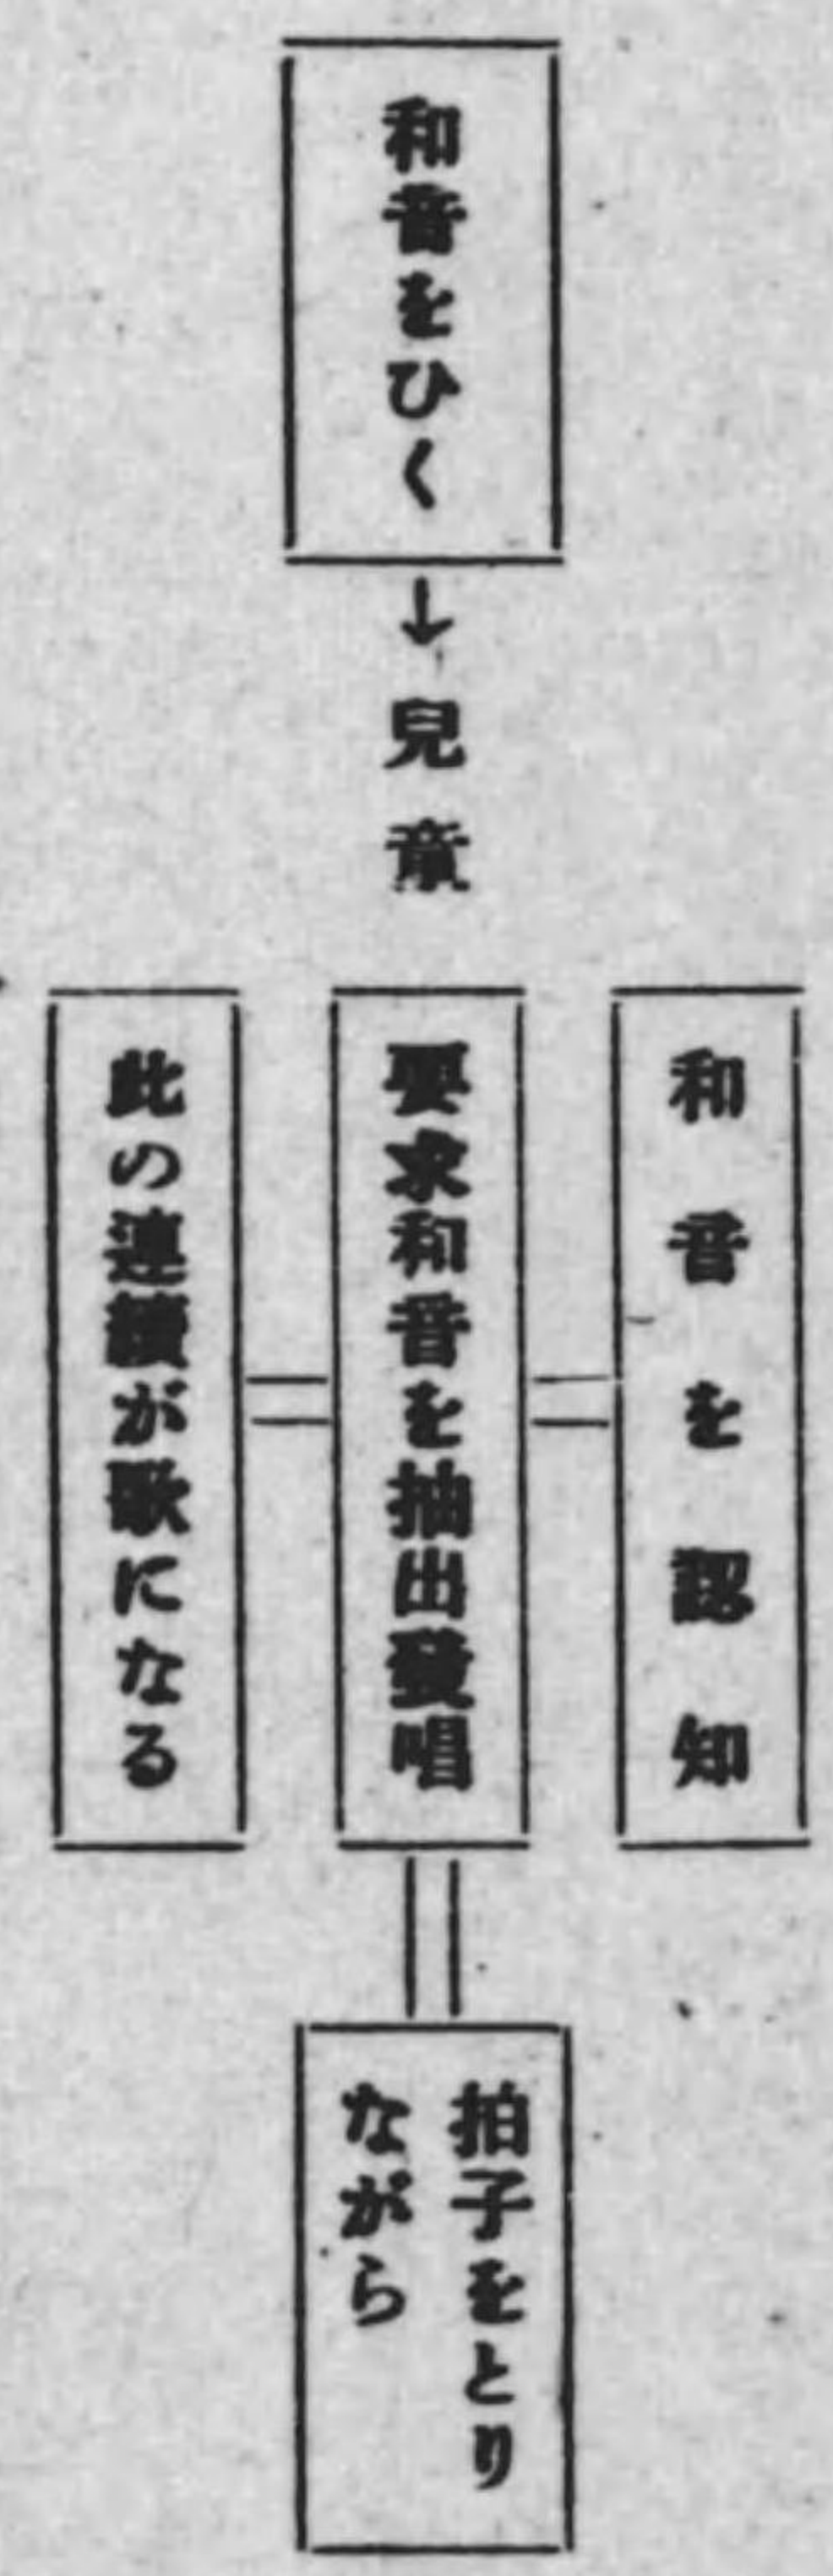 和音をひく
↓
兒童
和音を認知
要求和音を抽出發唱
此の連續が歌になる
拍子をとり
ながら